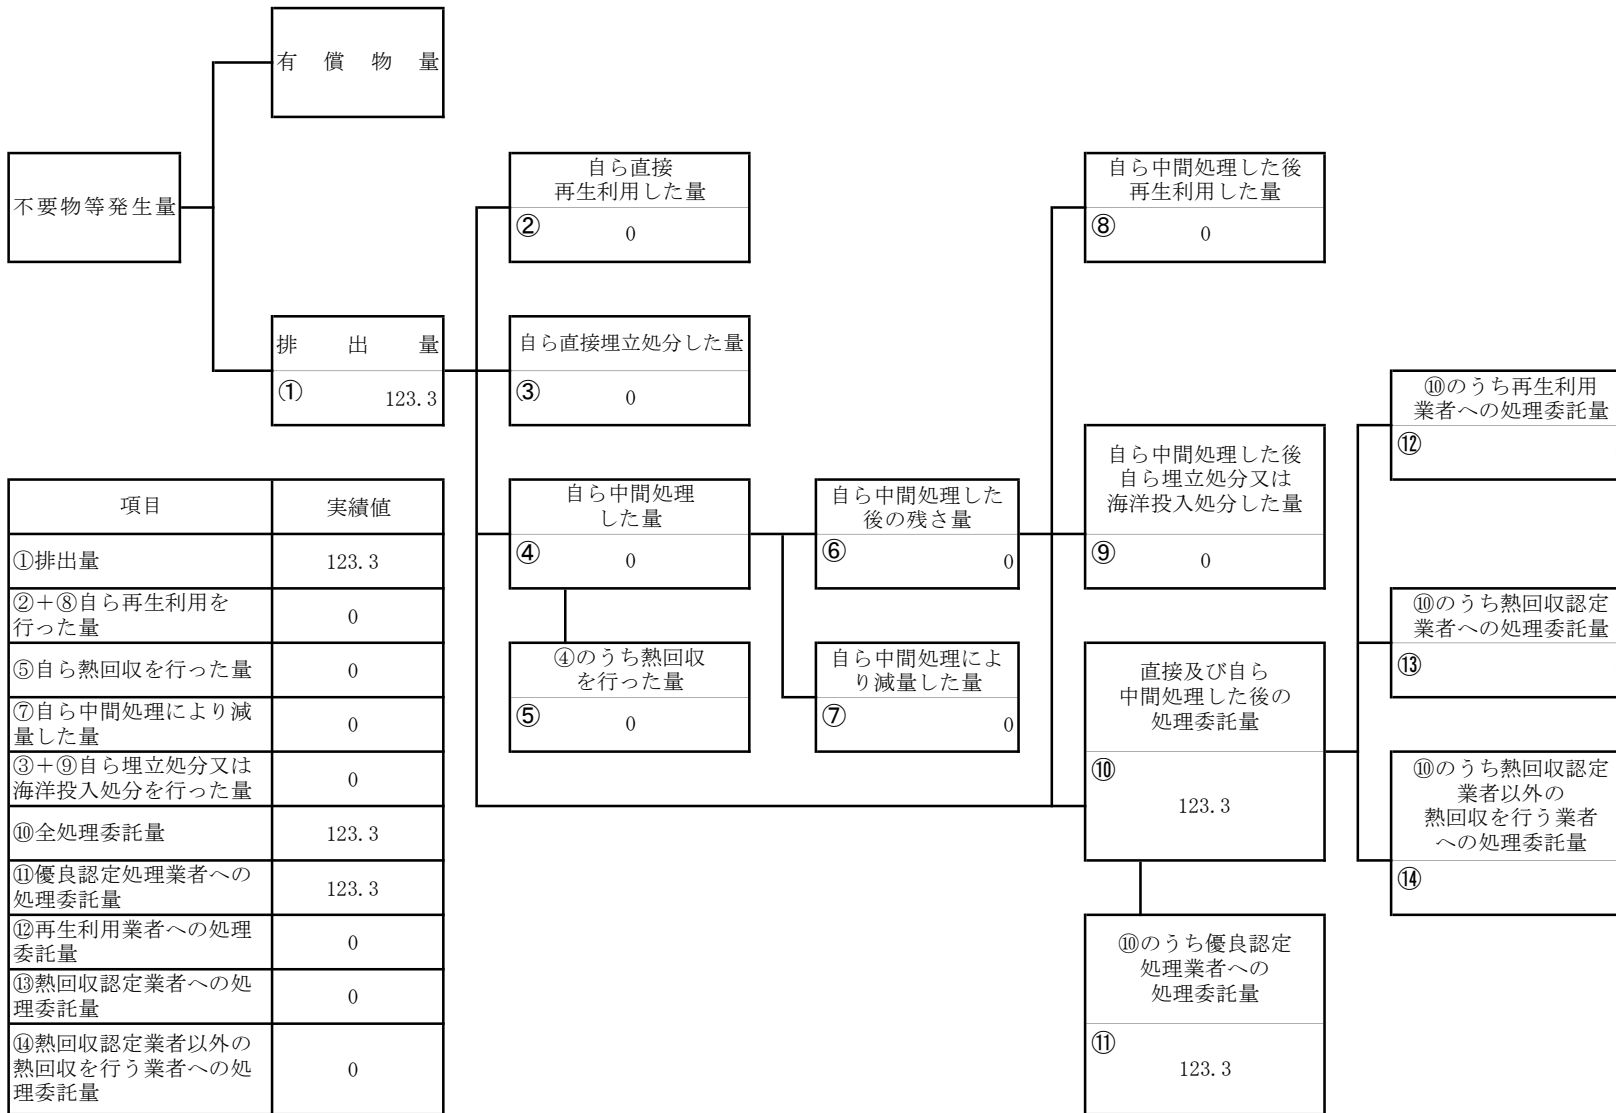 有償物量
不要物等発生量
排出量
① 123.3
自ら直接
再生利用した量
② 0
自ら直接埋立処分した量
③ 0
自ら中間処理
した量
④ 0
④のうち熱回収
を行った量
⑤ 0
自ら中間処理した
後の残さ量
⑥ 0
自ら中間処理によ
り減量した量
⑦ 0
自ら中間処理した後
再生利用した量
⑧ 0
自ら中間処理した後
自ら埋立処分又は
海洋投入処分した量
⑨ 0
直接及び自ら
中間処理した後の
処理委託量
⑩
123.3
⑩のうち優良認定
処理業者への
処理委託量
⑪
123.3
⑩のうち再生利用
業者への処理委託量
⑫
⑩のうち熱回収認定
業者への処理委託量
⑬
⑩のうち熱回収認定
業者以外の
熱回収を行う業者
への処理委託量
⑭
項目 実績値
①排出量 123.3
②＋⑧自ら再生利用を
行った量 0
⑤自ら熱回収を行った量 0
⑦自ら中間処理により減
量した量 0
③＋⑨自ら埋立処分又は
海洋投入処分を行った量 0
⑩全処理委託量 123.3
⑪優良認定処理業者への
処理委託量 123.3
⑫再生利用業者への処理
委託量 0
⑬熱回収認定業者への処
理委託量 0
⑭熱回収認定業者以外の
熱回収を行う業者への処
理委託量 0